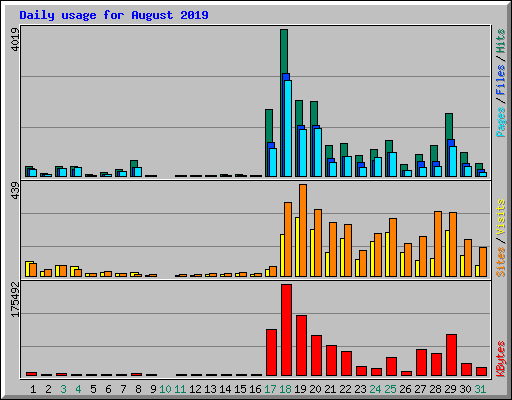 Daily usage for August 2019
4019
Pages / Files / Hits
439
Sites / Visits
175492
KBytes
1 2 3 4 5 6 7 8 9 10 11 12 13 14 15 16 17 18 19 20 21 22 23 24 25 26 27 28 29 30 31